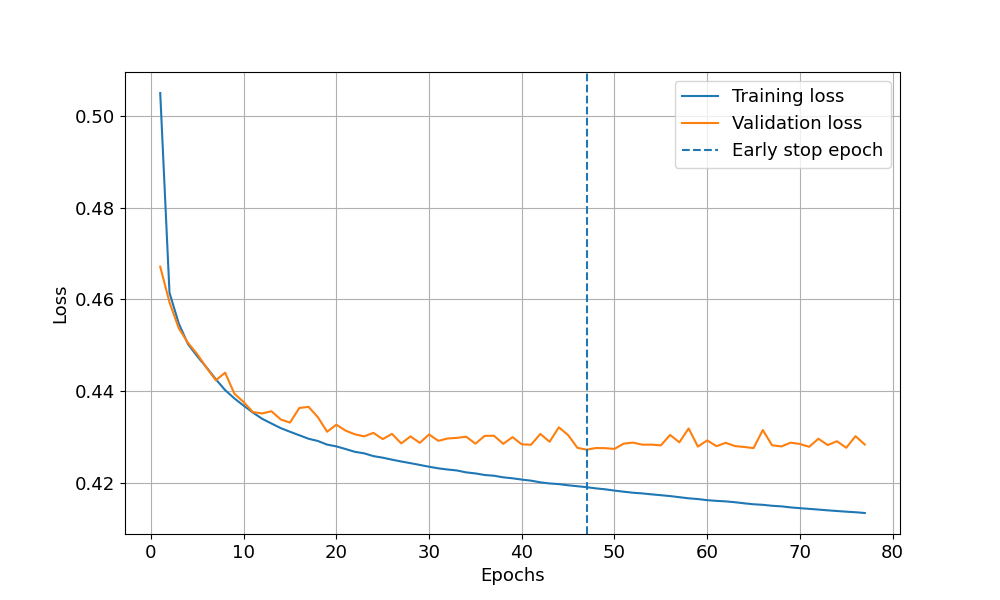 Training loss
Validation loss
Early stop epoch
0.50
0.48
0.46
0.44
0.42
Loss
0 10 20 30 40 50 60 70 80
Epochs